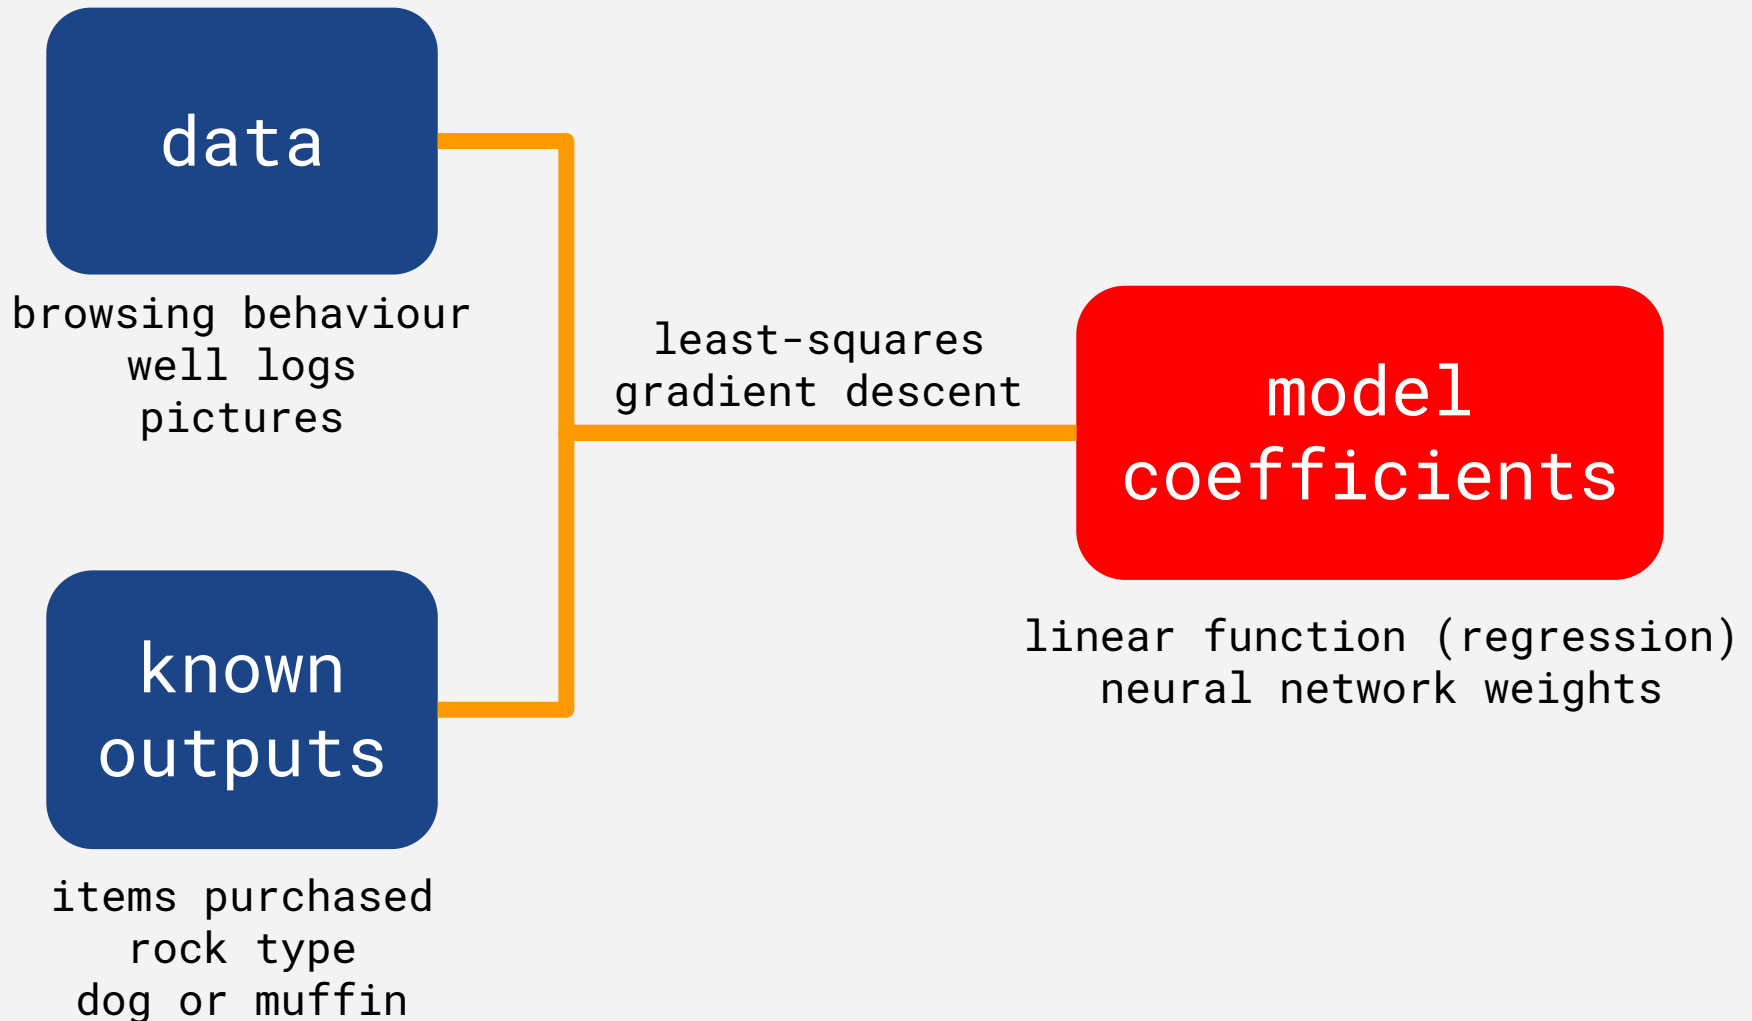 data
browsing behaviour
well logs
pictures
least-squares
gradient descent
model
coefficients
linear function (regression)
neural network weights
known
outputs
items purchased
rock type
dog or muffin